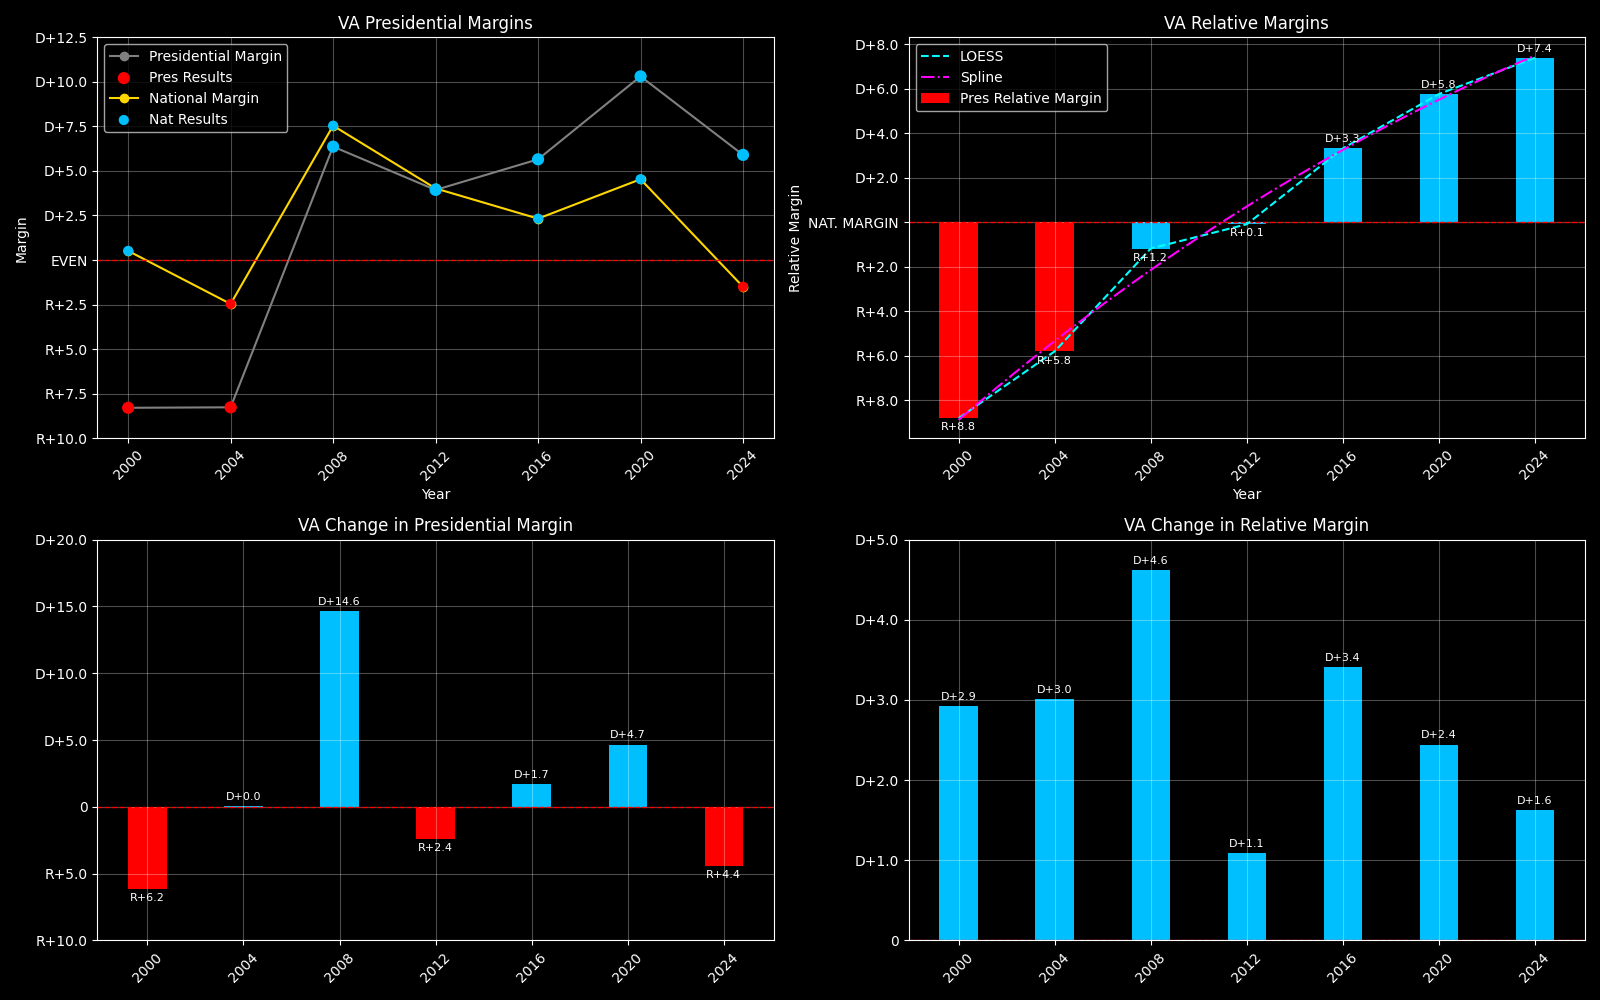 VA Presidential Margins
D+12.5
D+10.0
D+7.5
D+5.0
D+2.5
EVEN
R+2.5
R+5.0
R+7.5
R+10.0
Margin
Presidential Margin
Pres Results
National Margin
Nat Results
2000
2004
2008
2012
2016
2020
2024
Year
VA Relative Margins
D+8.0
D+6.0
D+4.0
D+2.0
NAT. MARGIN
R+2.0
R+4.0
R+6.0
R+8.0
Relative Margin
LOESS
Spline
Pres Relative Margin
R+8.8
R+5.8
R+1.2
R+0.1
D+3.3
D+5.8
D+7.4
2000
2004
2008
2012
2016
2020
2024
Year
VA Change in Presidential Margin
D+20.0
D+15.0
D+10.0
D+5.0
0
R+5.0
R+10.0
R+6.2
D+0.0
D+14.6
R+2.4
D+1.7
D+4.7
R+4.4
2000
2004
2008
2012
2016
2020
2024
VA Change in Relative Margin
D+5.0
D+4.0
D+3.0
D+2.0
D+1.0
0
D+2.9
D+3.0
D+4.6
D+1.1
D+3.4
D+2.4
D+1.6
2000
2004
2008
2012
2016
2020
2024